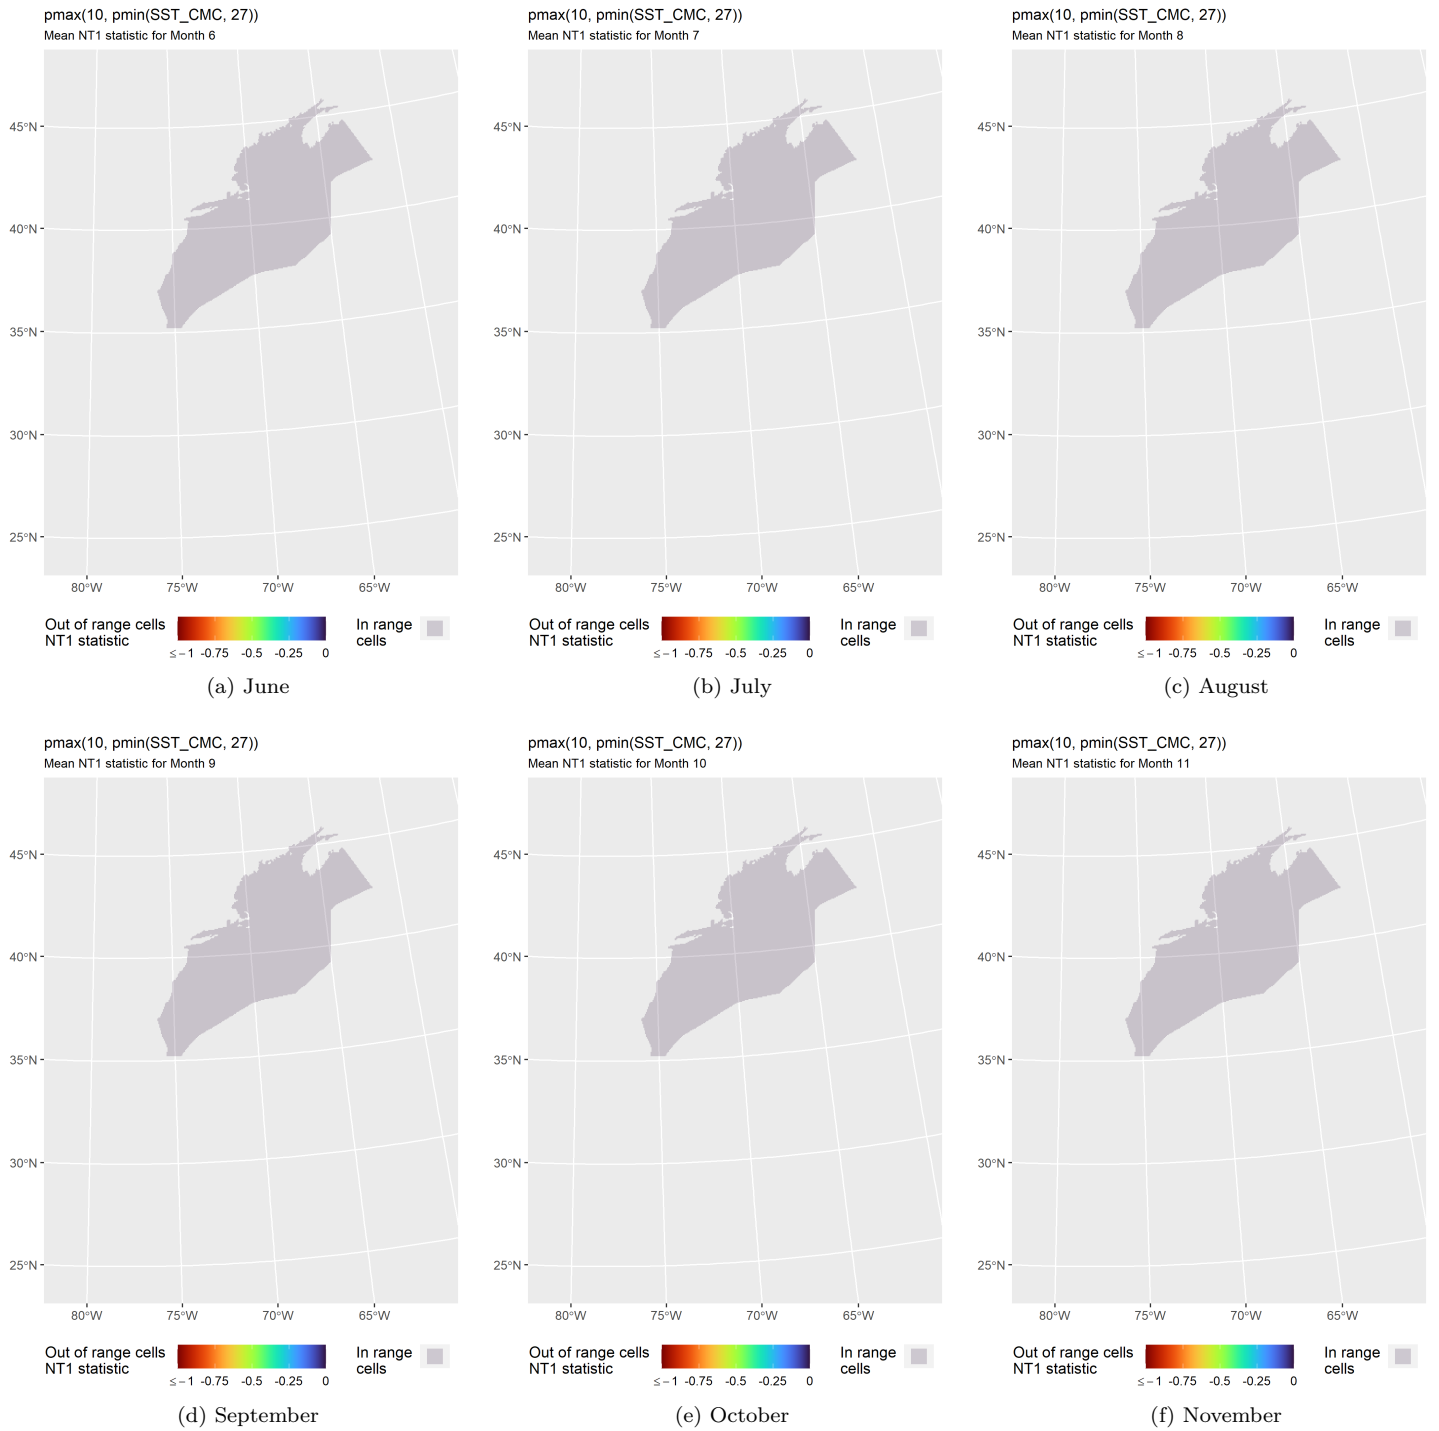 pmax(10, pmin(SST_CMC, 27))
Mean NT1 statistic for Month 6
45°N
40°N
35°N
30°N
25°N
80°W 75°W 70°W 65°W
Out of range cells
NT1 statistic
≤−1 -0.75 -0.5 -0.25 0
In range
cells
(a) June
pmax(10, pmin(SST_CMC, 27))
Mean NT1 statistic for Month 7
45°N
40°N
35°N
30°N
25°N
80°W 75°W 70°W 65°W
Out of range cells
NT1 statistic
≤−1 -0.75 -0.5 -0.25 0
In range
cells
(b) July
pmax(10, pmin(SST_CMC, 27))
Mean NT1 statistic for Month 8
45°N
40°N
35°N
30°N
25°N
80°W 75°W 70°W 65°W
Out of range cells
NT1 statistic
≤−1 -0.75 -0.5 -0.25 0
In range
cells
(c) August
pmax(10, pmin(SST_CMC, 27))
Mean NT1 statistic for Month 9
45°N
40°N
35°N
30°N
25°N
80°W 75°W 70°W 65°W
Out of range cells
NT1 statistic
≤−1 -0.75 -0.5 -0.25 0
In range
cells
(d) September
pmax(10, pmin(SST_CMC, 27))
Mean NT1 statistic for Month 10
45°N
40°N
35°N
30°N
25°N
80°W 75°W 70°W 65°W
Out of range cells
NT1 statistic
≤−1 -0.75 -0.5 -0.25 0
In range
cells
(e) October
pmax(10, pmin(SST_CMC, 27))
Mean NT1 statistic for Month 11
45°N
40°N
35°N
30°N
25°N
80°W 75°W 70°W 65°W
Out of range cells
NT1 statistic
≤−1 -0.75 -0.5 -0.25 0
In range
cells
(f) November